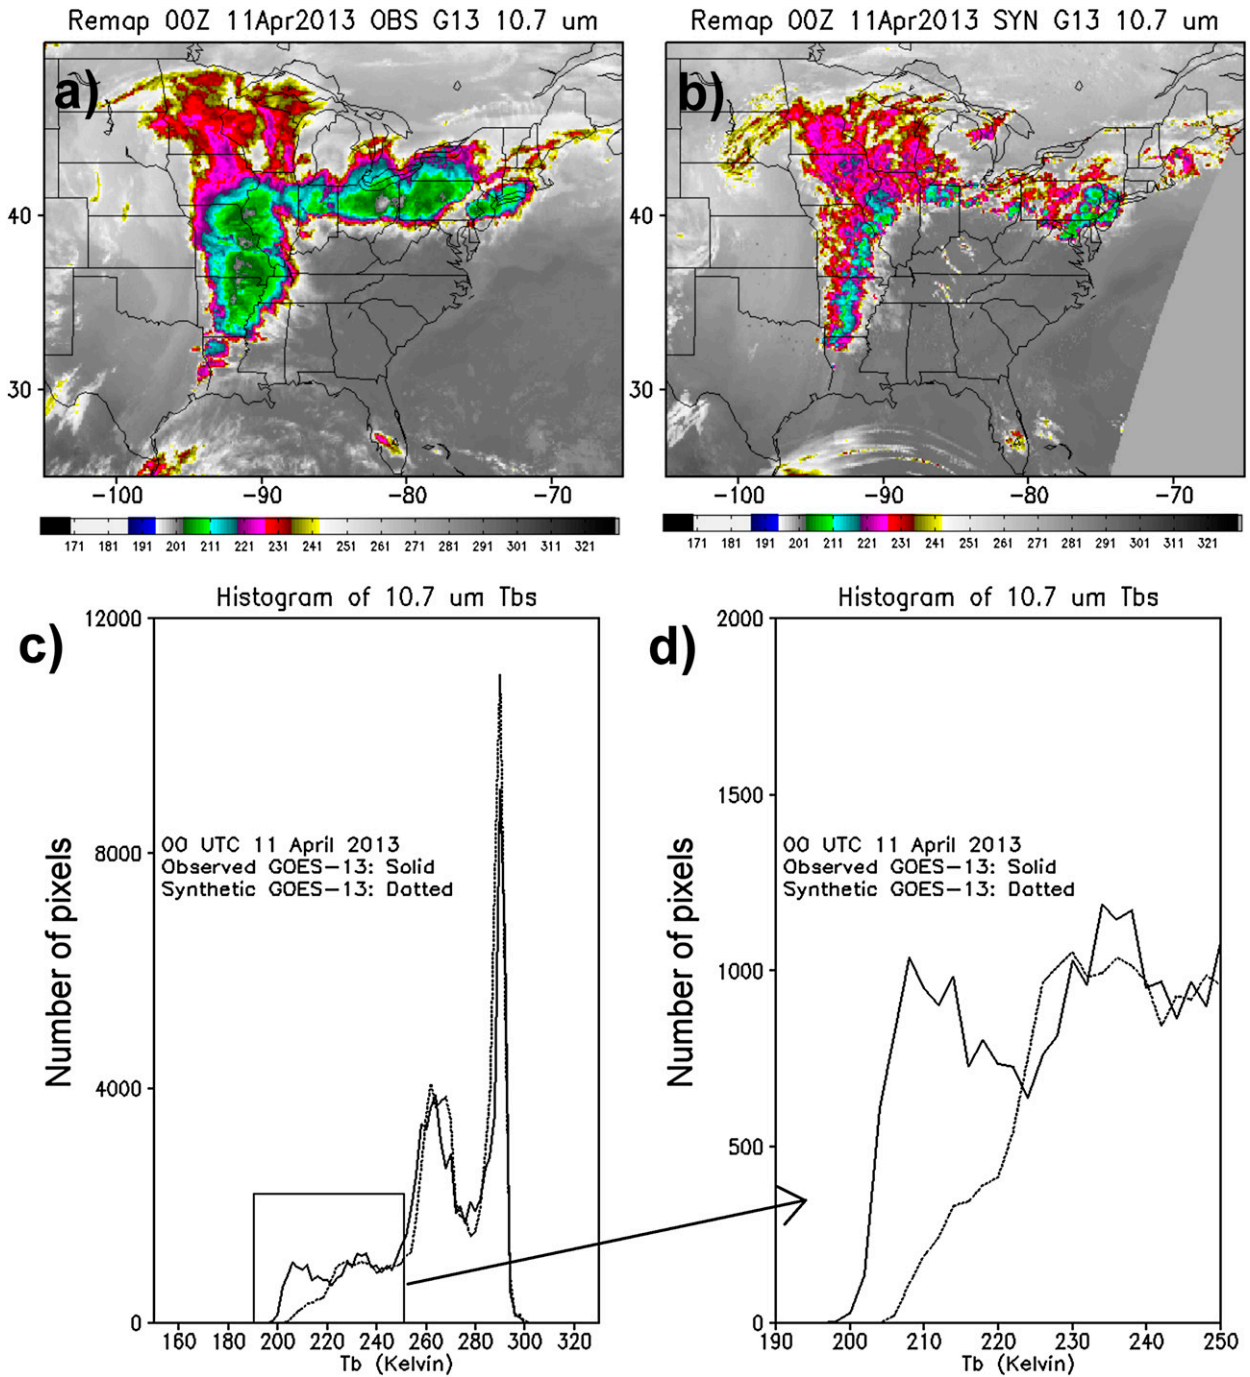 Remap 00Z 11Apr2013 OBS G13 10.7 um
a)
40
30
-100 -90 -80 -70
171 181 191 201 211 221 231 241 251 261 271 281 291 301 311 321
Remap 00Z 11Apr2013 SYN G13 10.7 um
b)
40
30
-100 -90 -80 -70
171 181 191 201 211 221 231 241 251 261 271 281 291 301 311 321
Histogram of 10.7 um Tbs
c)
12000
8000
4000
0
Number of pixels
00 UTC 11 April 2013
Observed GOES-13: Solid
Synthetic GOES-13: Dotted
160 180 200 220 240 260 280 300 320
Tb (Kelvin)
Histogram of 10.7 um Tbs
d)
2000
1500
1000
500
0
Number of pixels
00 UTC 11 April 2013
Observed GOES-13: Solid
Synthetic GOES-13: Dotted
190 200 210 220 230 240 250
Tb (Kelvin)